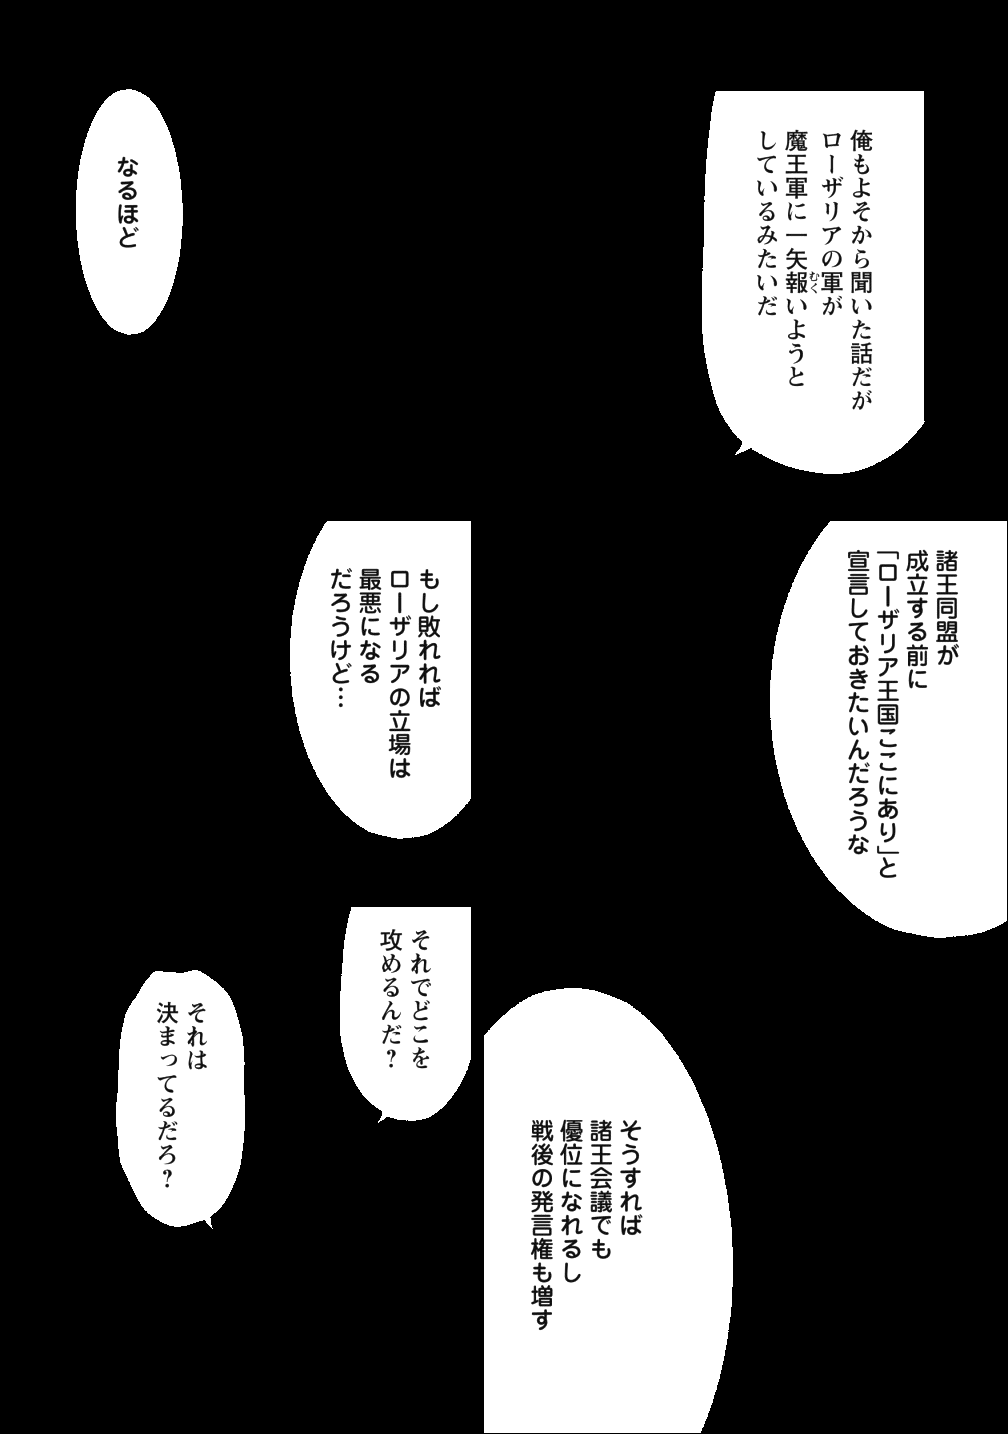 俺もよそから聞いた話だが
ローザリアの軍が
魔王軍に一矢報いようと
しているみたいだ
なるほど
諸王同盟が
成立する前に
「ローザリア王国ここにあり」と
宣言しておきたいんだろうな
そうすれば
諸王会議でも
優位になれるし
戦後の発言権も増す
もし敗れれば
ローザリアの立場は
最悪になる
だろうけど…
それでどこを
攻めるんだ？
それは
決まってるだろ？